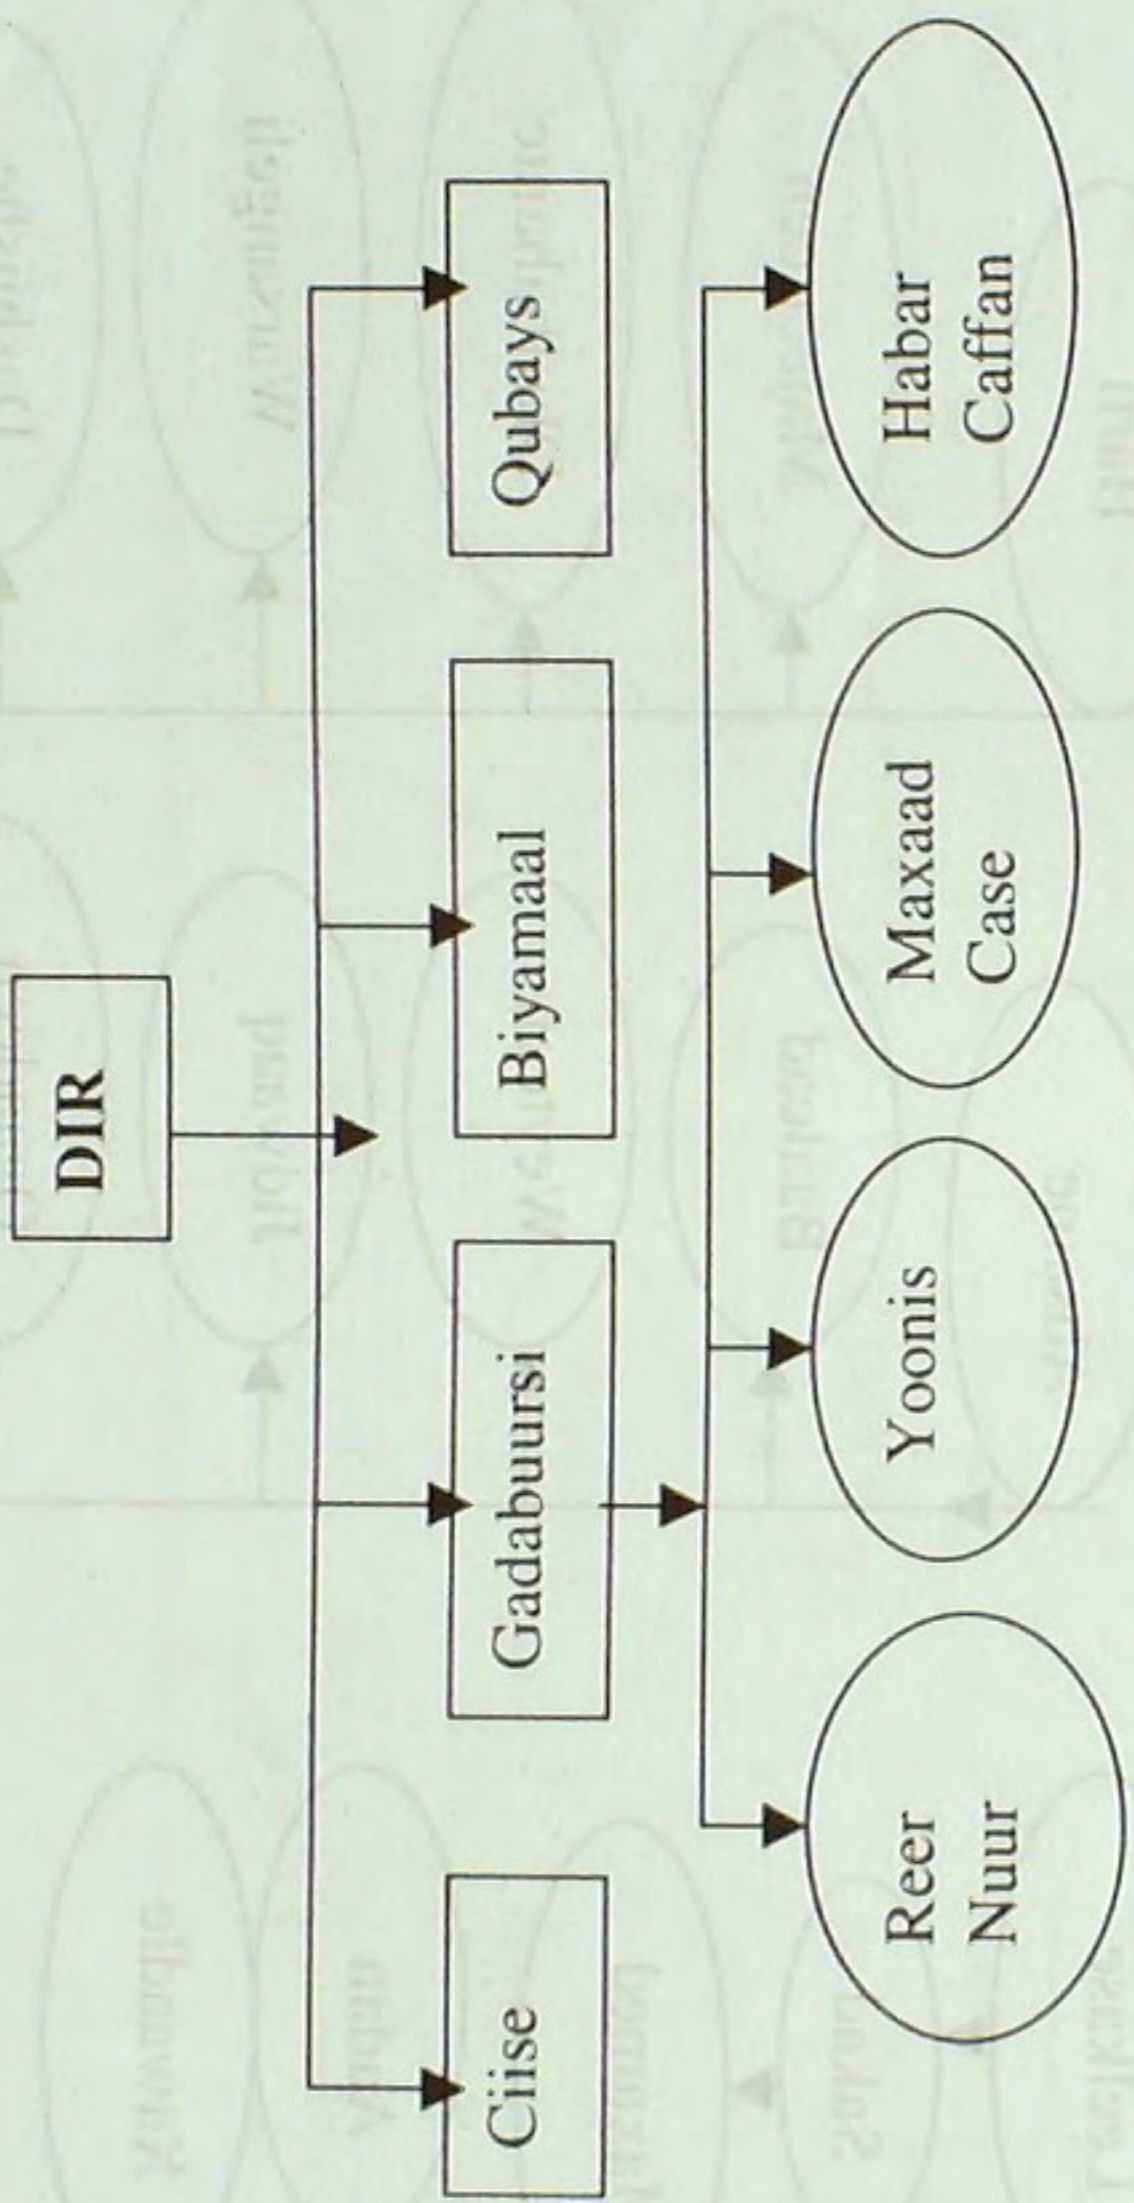 DIR
Ciise
Gadabuursi
Biyamaal
Qubays
Reer
Nuur
Yoonis
Maxaad
Case
Habar
Caffan